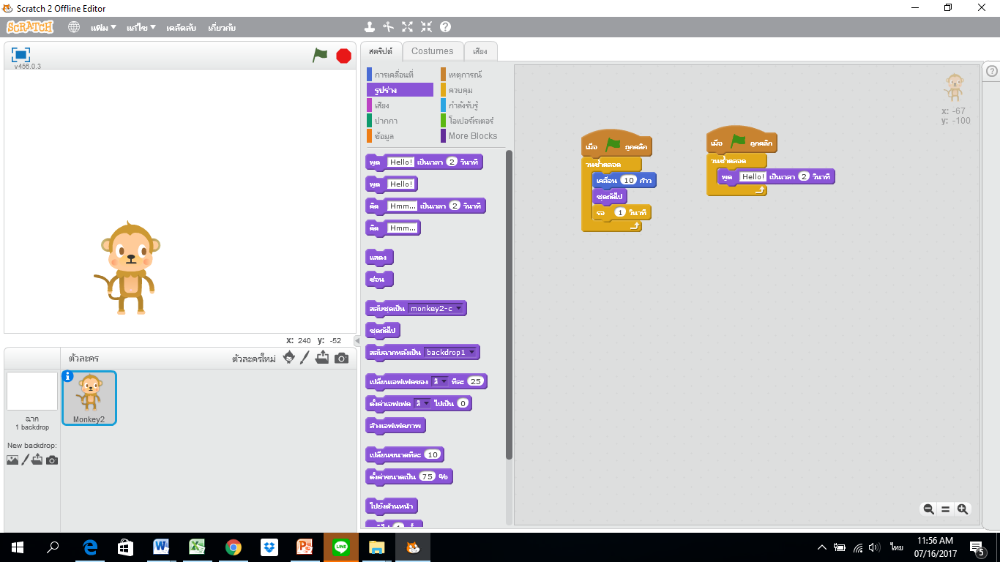 Scratch 2 Offline Editor
SCRATCH แฟ้ม แก้ไข เคล็ดลับ เกี่ยวกับ
v456.0.3
สคริปต์ Costumes เสียง
การเคลื่อนที่ เหตุการณ์
รูปร่าง ควบคุม
เสียง กำลังรับรู้
ปากกา โอเปอร์เรเตอร์
ข้อมูล More Blocks
พูด Hello! เป็นเวลา 2 วินาที
พูด Hello!
คิด Hmm... เป็นเวลา 2 วินาที
คิด Hmm...
แสดง
ซ่อน
สลับชุดเป็น monkey2-c
ชุดถัดไป
สลับฉากหลังเป็น backdrop1
เปลี่ยนเอฟเฟคของ สี ทีละ 25
ตั้งค่าเอฟเฟค สี ไปเป็น 0
ล้างเอฟเฟคภาพ
เปลี่ยนขนาดทีละ 10
ตั้งค่าขนาดเป็น 75 %
ไปยังด้านหน้า
เมื่อ ถูกคลิก
วนซ้ำตลอด
เคลื่อน 10 ก้าว
ชุดถัดไป
รอ 1 วินาที
เมื่อ ถูกคลิก
วนซ้ำตลอด
พูด Hello! เป็นเวลา 2 วินาที
x: -67
y: -100
x: 240 y: -52
ตัวละคร ตัวละครใหม่
ฉาก
1 backdrop
New backdrop:
Monkey2
ไทย
11:56 AM
07/16/2017
5